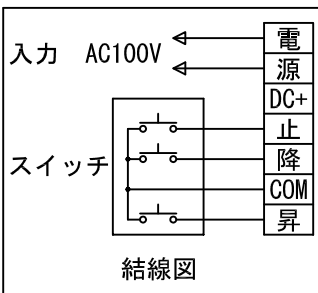 入力 AC100V
電
源
DC+
止
スイッチ
降
COM
昇
結線図